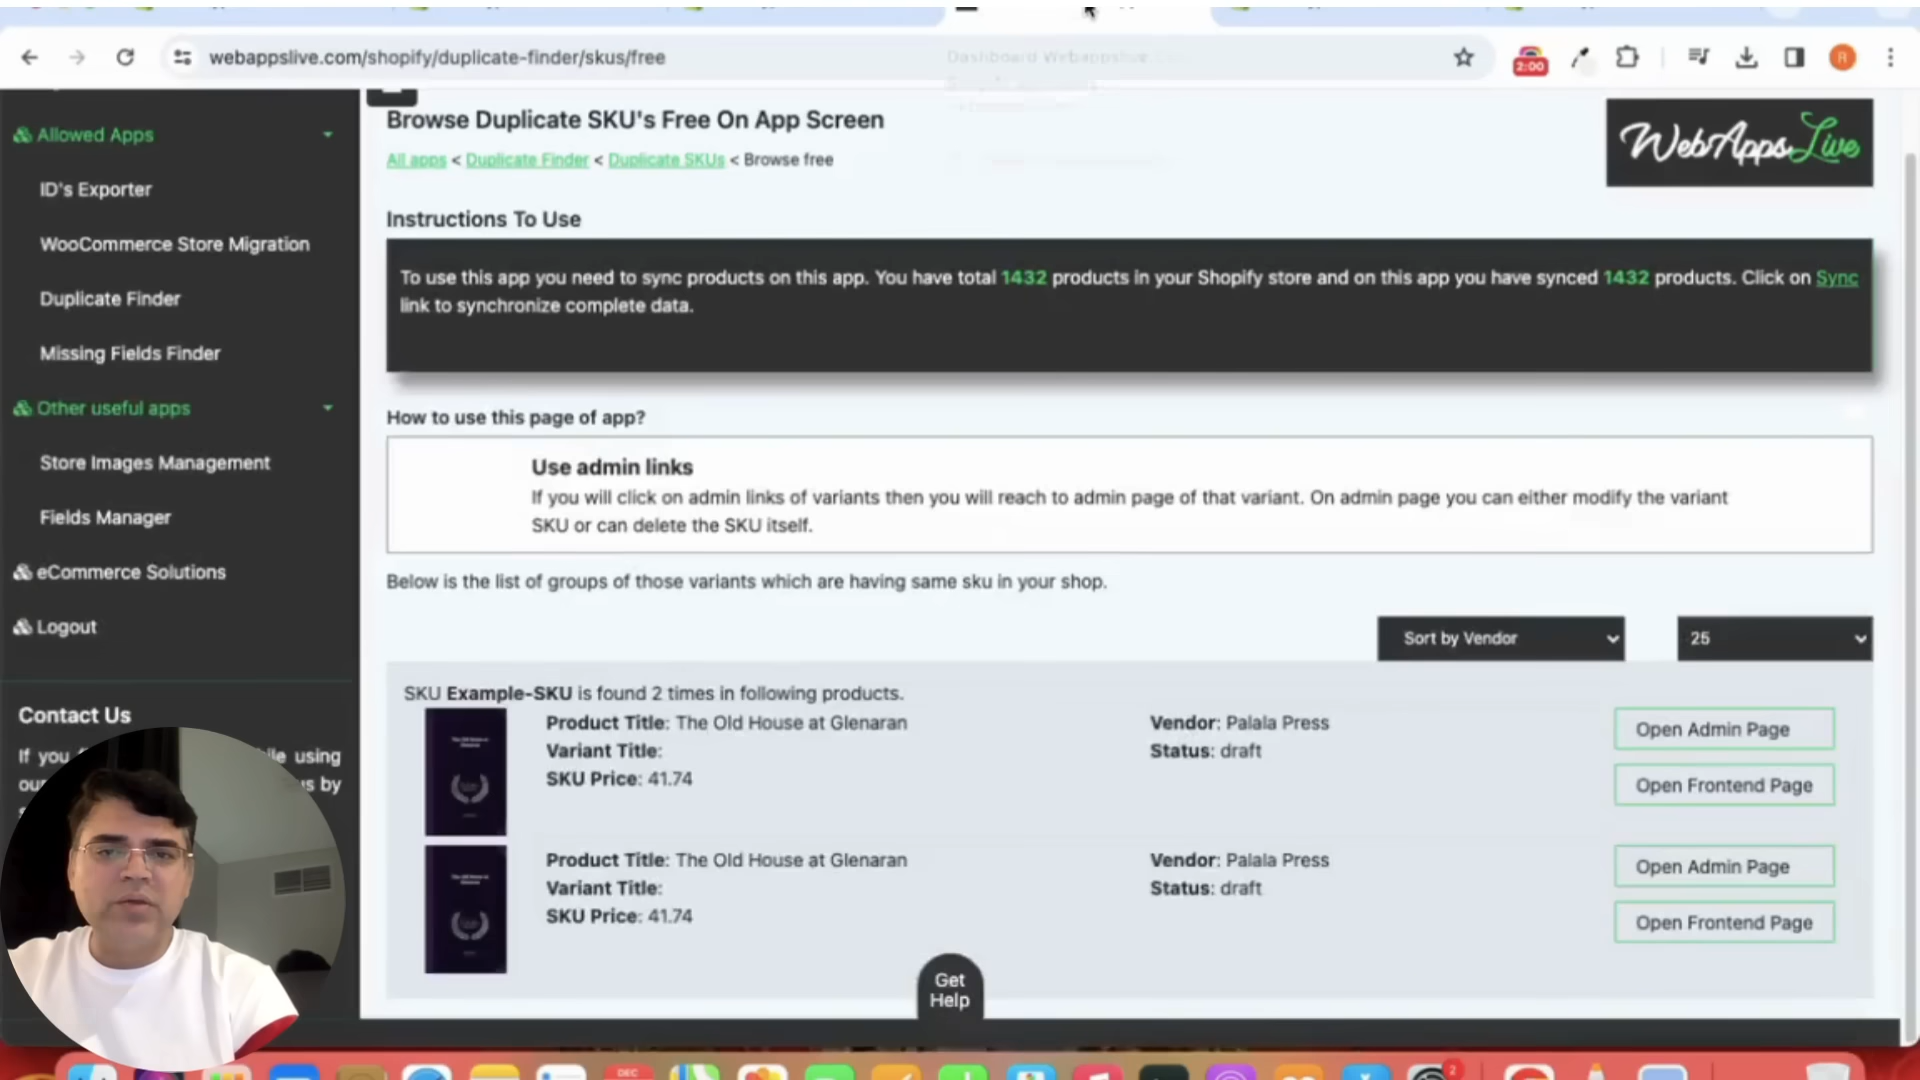 webappslive.com/shopify/duplicate-finder/skus/free
2:00
R
Allowed Apps
ID's Exporter
WooCommerce Store Migration
Duplicate Finder
Missing Fields Finder
Other useful apps
Store Images Management
Fields Manager
eCommerce Solutions
Logout
Contact Us
If you
using
us by
Browse Duplicate SKU's Free On App Screen
WebAppsLive
All apps < Duplicate Finder < Duplicate SKUs < Browse free
Instructions To Use
To use this app you need to sync products on this app. You have total 1432 products in your Shopify store and on this app you have synced 1432 products. Click on Sync
link to synchronize complete data.
How to use this page of app?
Use admin links
If you will click on admin links of variants then you will reach to admin page of that variant. On admin page you can either modify the variant
SKU or can delete the SKU itself.
Below is the list of groups of those variants which are having same sku in your shop.
Sort by Vendor
25
SKU Example-SKU is found 2 times in following products.
Product Title: The Old House at Glenaran
Variant Title:
SKU Price: 41.74
Vendor: Palala Press
Status: draft
Open Admin Page
Open Frontend Page
Product Title: The Old House at Glenaran
Variant Title:
SKU Price: 41.74
Vendor: Palala Press
Status: draft
Open Admin Page
Open Frontend Page
Get
Help
DEC
2